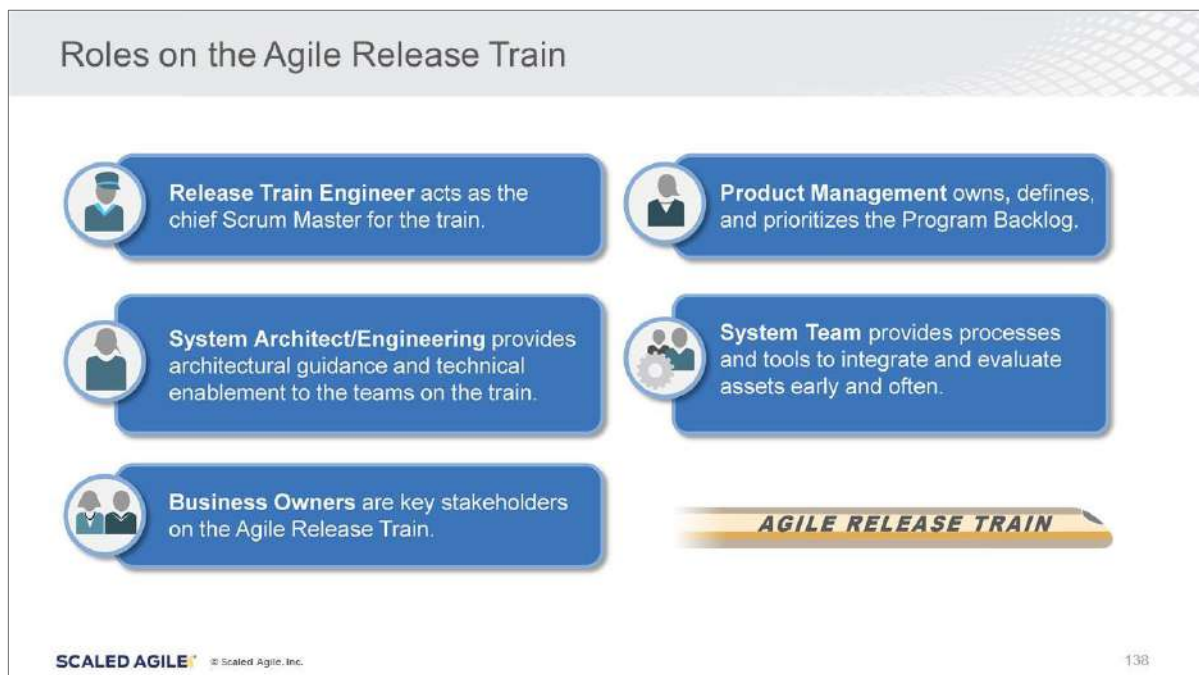 Roles on the Agile Release Train
Release Train Engineer acts as the
chief Scrum Master for the train.
Product Management owns, defines,
and prioritizes the Program Backlog.
System Architect/Engineering provides
architectural guidance and technical
enablement to the teams on the train.
System Team provides processes
and tools to integrate and evaluate
assets early and often.
Business Owners are key stakeholders
on the Agile Release Train.
AGILE RELEASE TRAIN
SCALED AGILE © Scaled Agile, Inc.
138